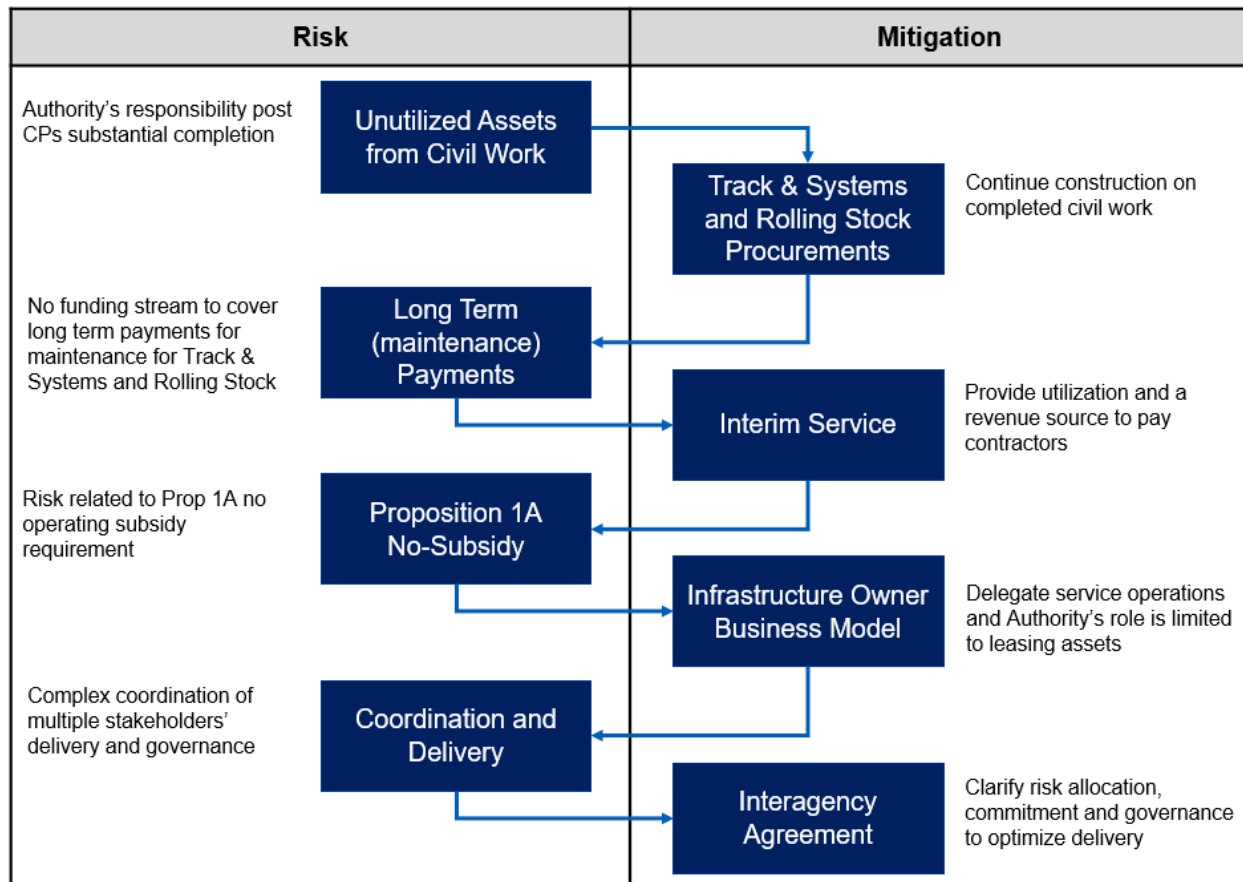 Risk
Mitigation
Authority’s responsibility post
CPs substantial completion
Unutilized Assets
from Civil Work
Track & Systems
and Rolling Stock
Procurements
Continue construction on
completed civil work
No funding stream to cover
long term payments for
maintenance for Track &
Systems and Rolling Stock
Long Term
(maintenance)
Payments
Interim Service
Provide utilization and a
revenue source to pay
contractors
Risk related to Prop 1A no
operating subsidy
requirement
Proposition 1A
No-Subsidy
Infrastructure Owner
Business Model
Delegate service operations
and Authority’s role is limited
to leasing assets
Complex coordination of
multiple stakeholders’
delivery and governance
Coordination and
Delivery
Interagency
Agreement
Clarify risk allocation,
commitment and governance
to optimize delivery